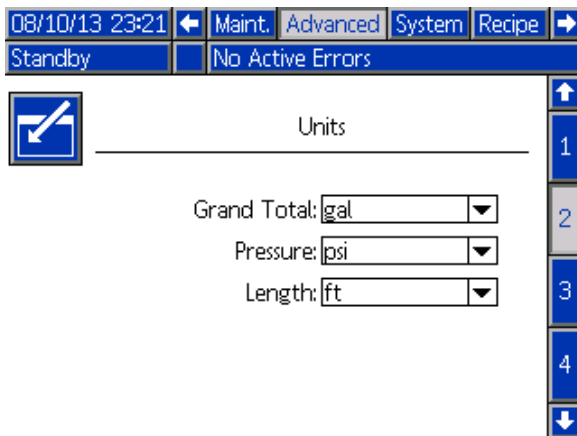 08/10/13 23:21 Maint. Advanced System Recipe
Standby No Active Errors
Units
1
Grand Total: gal
2
Pressure: psi
Length: ft
3
4